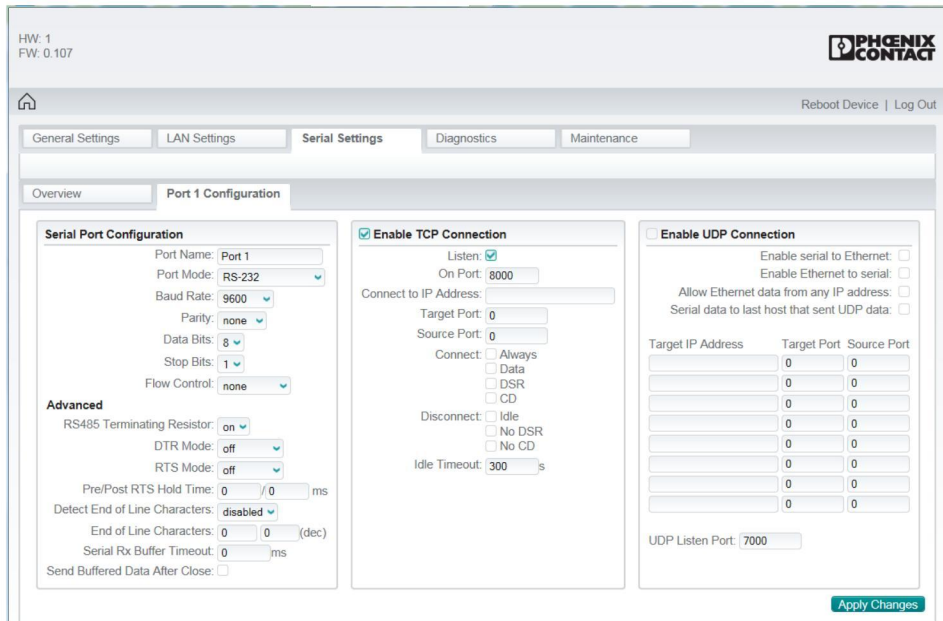 HW: 1
FW: 0.107
PHŒNIX
CONTACT
Reboot Device | Log Out
General Settings LAN Settings Serial Settings Diagnostics Maintenance
Overview Port 1 Configuration
Serial Port Configuration
Port Name: Port 1
Port Mode: RS-232
Baud Rate: 9600
Parity: none
Data Bits: 8
Stop Bits: 1
Flow Control: none
Advanced
RS485 Terminating Resistor: on
DTR Mode: off
RTS Mode: off
Pre/Post RTS Hold Time: 0 / 0 ms
Detect End of Line Characters: disabled
End of Line Characters: 0 0 (dec)
Serial Rx Buffer Timeout: 0 ms
Send Buffered Data After Close:
Enable TCP Connection
Listen:
On Port: 8000
Connect to IP Address:
Target Port: 0
Source Port: 0
Connect: Always
Data
DSR
CD
Disconnect: Idle
No DSR
No CD
Idle Timeout: 300 s
Enable UDP Connection
Enable serial to Ethernet:
Enable Ethernet to serial:
Allow Ethernet data from any IP address:
Serial data to last host that sent UDP data:
Target IP Address Target Port Source Port
0 0
0 0
0 0
0 0
0 0
0 0
0 0
0 0
UDP Listen Port: 7000
Apply Changes